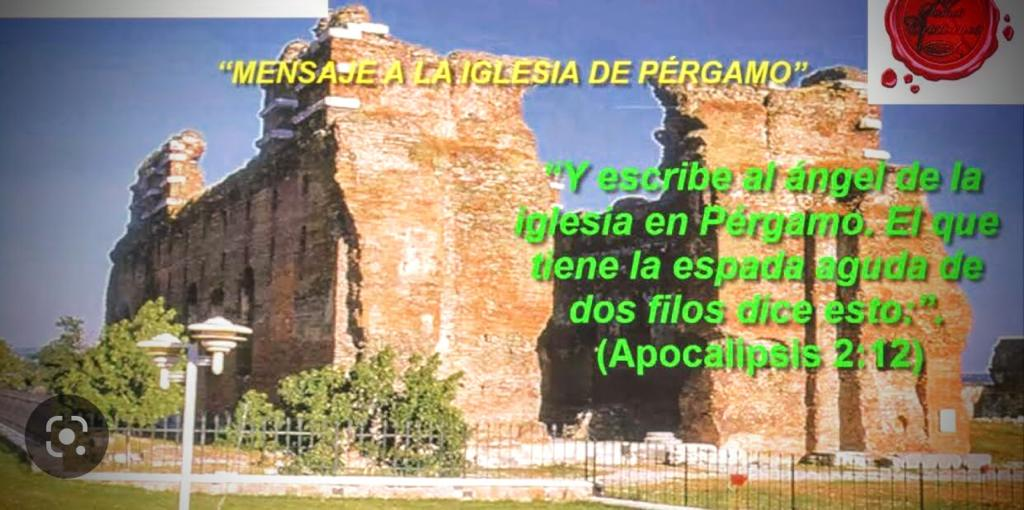 “MENSAJE A LA IGLESIA DE PÉRGAMO”
“Y escribe al ángel de la
iglesia en Pérgamo. El que
tiene la espada aguda de
dos filos dice esto:”.
(Apocalipsis 2:12)